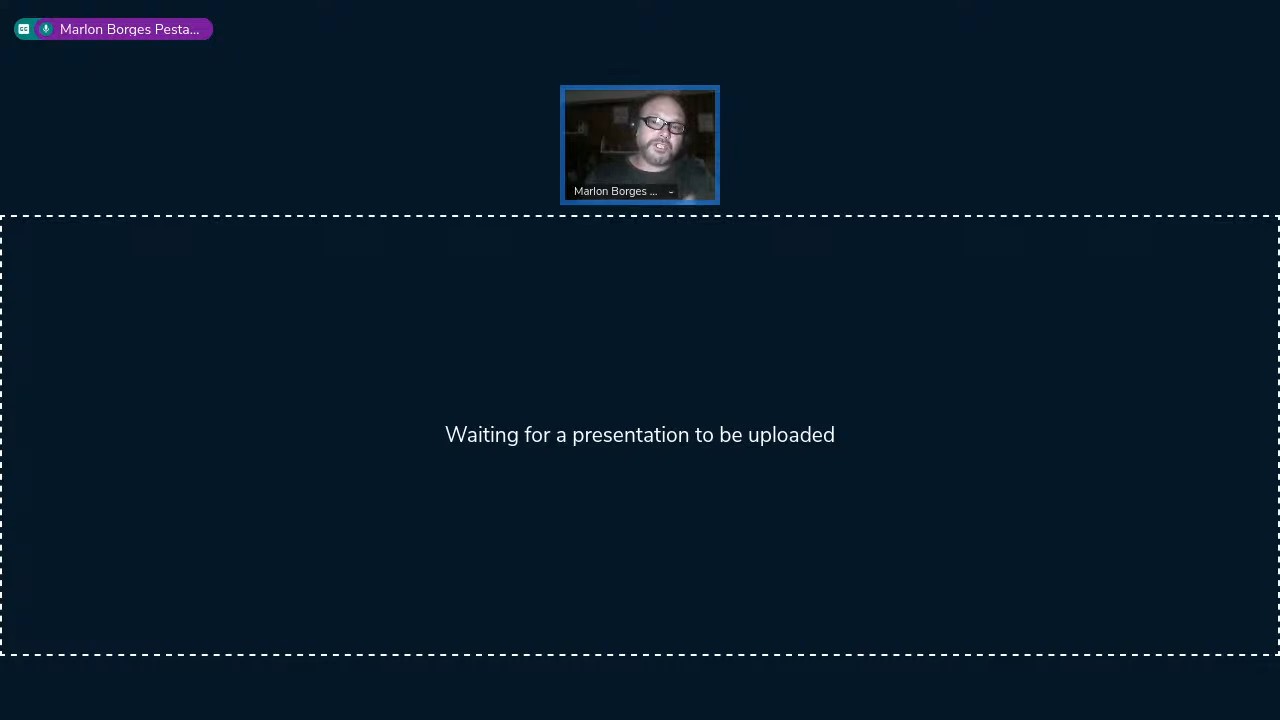 Marlon Borges Pesta...
Marlon Borges ...
Waiting for a presentation to be uploaded